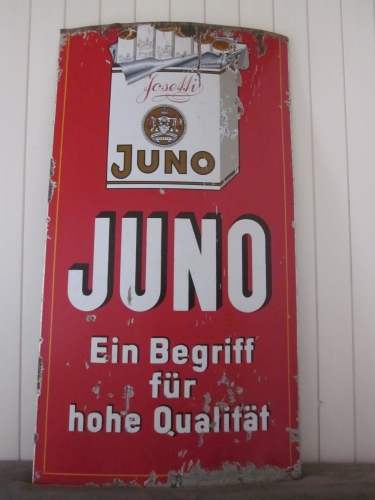 Josetti
JUNO
JUNO
Ein Begriff
für
hohe Qualität